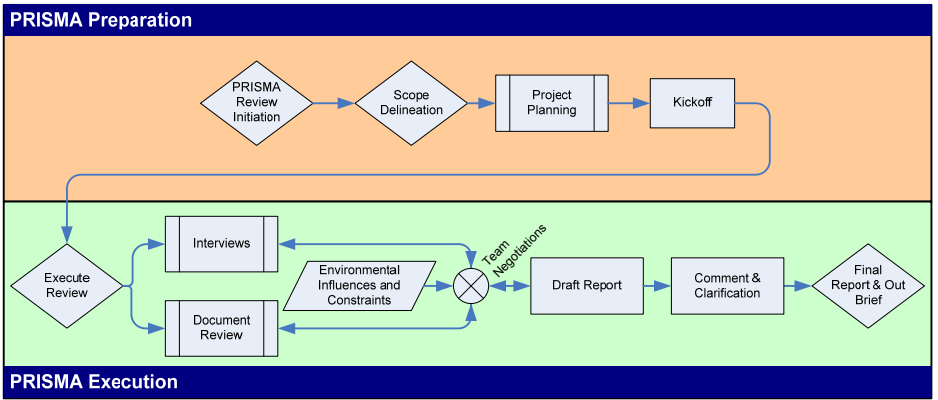 PRISMA Preparation
PRISMA
Review
Initiation
Scope
Delineation
Project
Planning
Kickoff
Execute
Review
Interviews
Document
Review
Environmental
Influences and
Constraints
Team
Negotiations
Draft Report
Comment &
Clarification
Final
Report & Out
Brief
PRISMA Execution